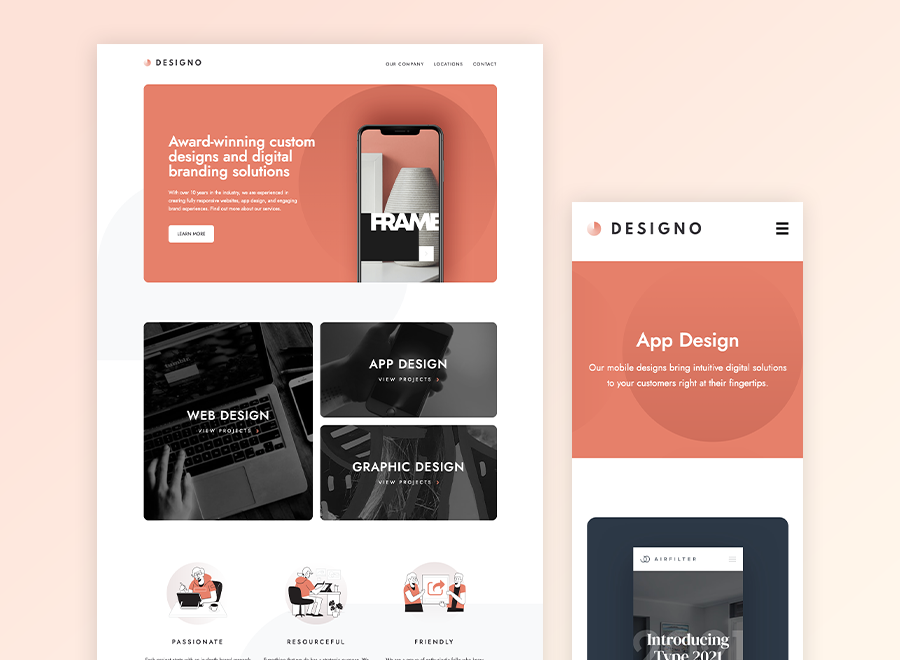 DESIGNO
OUR COMPANY LOCATIONS CONTACT
Award-winning custom
designs and digital
branding solutions
With over 10 years in the industry, we are experienced in
creating fully responsive websites, app design, and engaging
brand experiences. Find out more about our services.
LEARN MORE
FRAME
WEB DESIGN
VIEW PROJECTS
APP DESIGN
VIEW PROJECTS
GRAPHIC DESIGN
VIEW PROJECTS
PASSIONATE
RESOURCEFUL
FRIENDLY
DESIGNO
App Design
Our mobile designs bring intuitive digital solutions
to your customers right at their fingertips.
AIRFILTER
Introducing
Type 2021